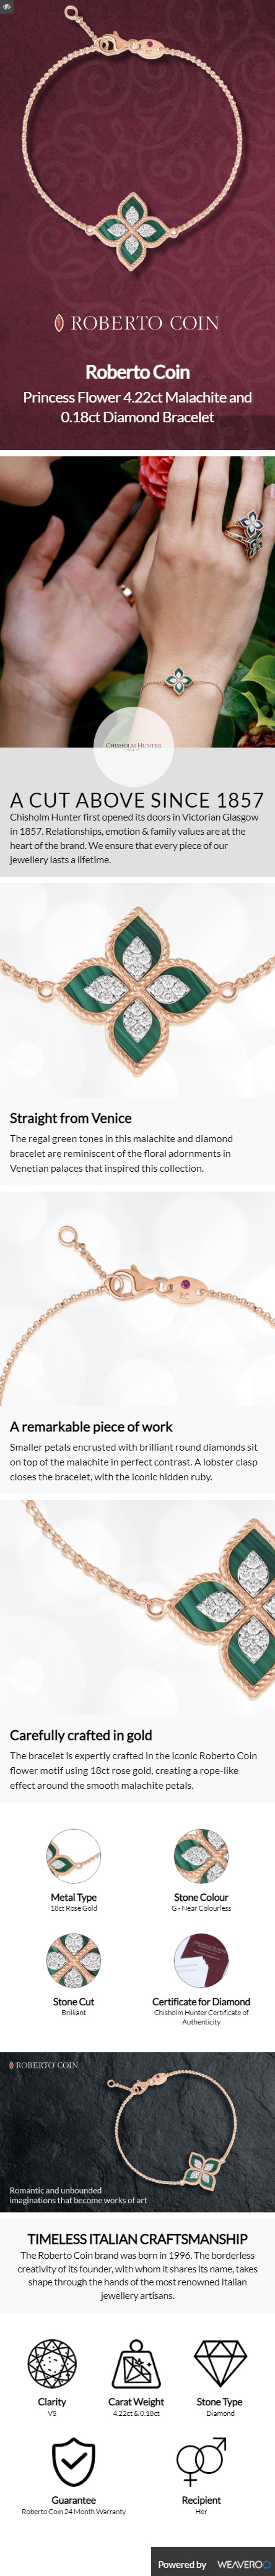 ROBERTO COIN
Roberto Coin
Princess Flower 4.22ct Malachite and
0.18ct Diamond Bracelet
CHISHOLM HUNTER
A CUT ABOVE SINCE 1857
Chisholm Hunter first opened its doors in Victorian Glasgow
in 1857. Relationships, emotion & family values are at the
heart of the brand. We ensure that every piece of our
jewellery lasts a lifetime.
Straight from Venice
The regal green tones in this malachite and diamond
bracelet are reminiscent of the floral adornments in
Venetian palaces that inspired this collection.
A remarkable piece of work
Smaller petals encrusted with brilliant round diamonds sit
on top of the malachite in perfect contrast. A lobster clasp
closes the bracelet, with the iconic hidden ruby.
Carefully crafted in gold
The bracelet is expertly crafted in the iconic Roberto Coin
flower motif using 18ct rose gold, creating a rope-like
effect around the smooth malachite petals.
Metal Type
18ct Rose Gold
Stone Colour
G - Near Colourless
Stone Cut
Brilliant
Certificate for Diamond
Chisholm Hunter Certificate of
Authenticity
ROBERTO COIN
Romantic and unbounded
imaginations that become works of art
TIMELESS ITALIAN CRAFTSMANSHIP
The Roberto Coin brand was born in 1996. The borderless
creativity of its founder, with whom it shares its name, takes
shape through the hands of the most renowned Italian
jewellery artisans.
Clarity
VS
Carat Weight
4.22ct & 0.18ct
Stone Type
Diamond
Guarantee
Roberto Coin 24 Month Warranty
Recipient
Her
Powered by WEAVEROO